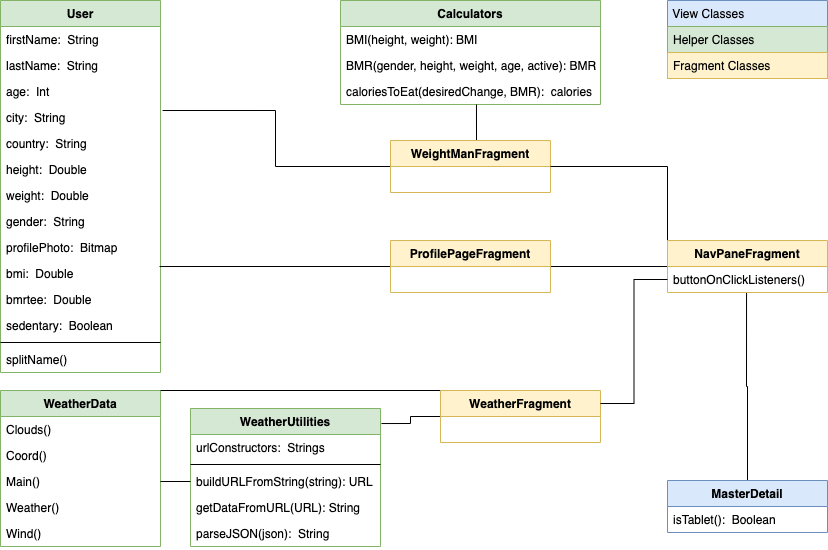 User
firstName: String
lastName: String
age: Int
city: String
country: String
height: Double
weight: Double
gender: String
profilePhoto: Bitmap
bmi: Double
bmrtee: Double
sedentary: Boolean
splitName()
Calculators
BMI(height, weight): BMI
BMR(gender, height, weight, age, active): BMR
caloriesToEat(desiredChange, BMR): calories
View Classes
Helper Classes
Fragment Classes
WeightManFragment
ProfilePageFragment
NavPaneFragment
buttonOnClickListeners()
WeatherData
Clouds()
Coord()
Main()
Weather()
Wind()
WeatherUtilities
urlConstructors: Strings
buildURLFromString(string): URL
getDataFromURL(URL): String
parseJSON(json): String
WeatherFragment
MasterDetail
isTablet(): Boolean